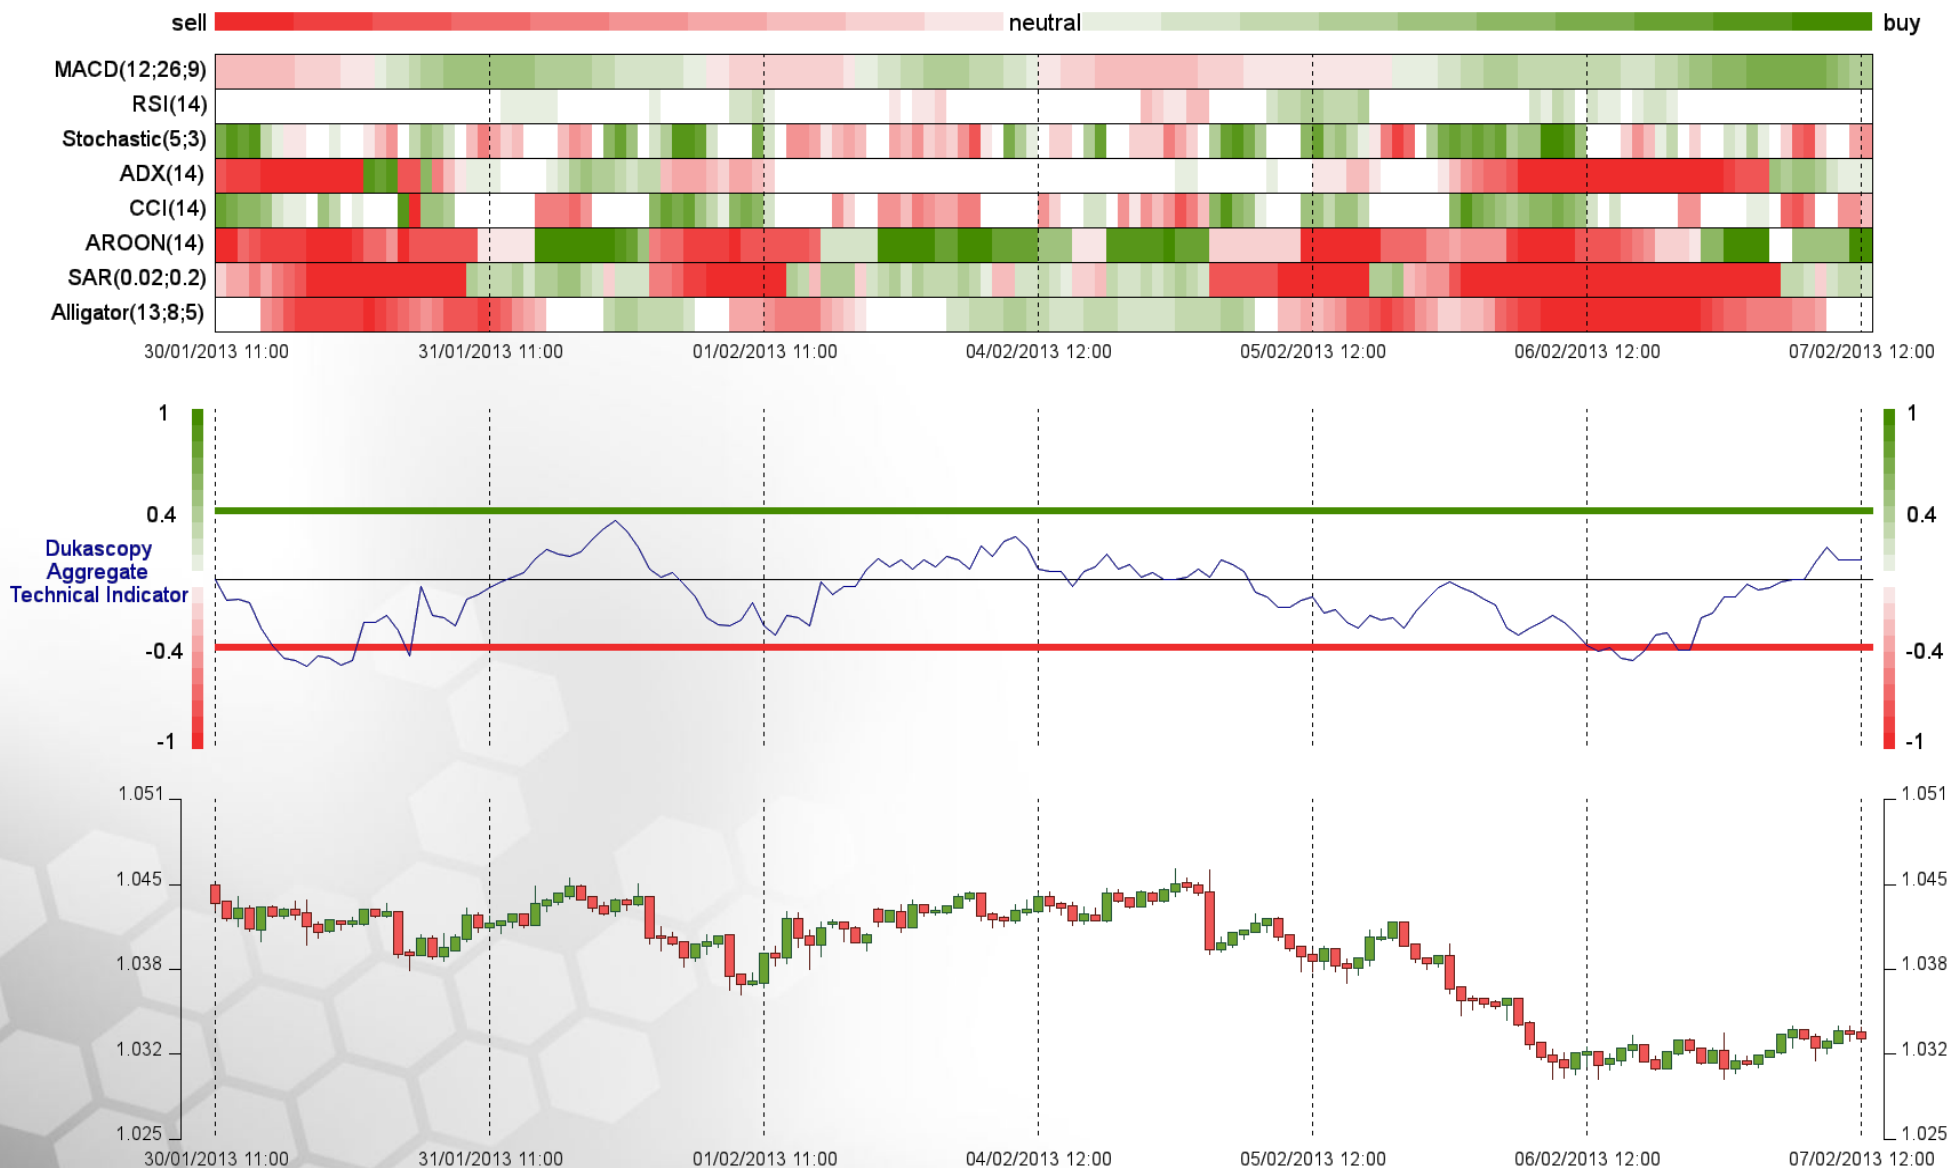 sell neutral buy
MACD(12;26;9)
RSI(14)
Stochastic(5;3)
ADX(14)
CCI(14)
AROON(14)
SAR(0.02;0.2)
Alligator(13;8;5)
30/01/2013 11:00 31/01/2013 11:00 01/02/2013 11:00 04/02/2013 12:00 05/02/2013 12:00 06/02/2013 12:00 07/02/2013 12:00
1 1
0.4 0.4
Dukascopy
Aggregate
Technical Indicator
-0.4 -0.4
-1 -1
1.051 1.051
1.045 1.045
1.038 1.038
1.032 1.032
1.025 1.025
30/01/2013 11:00 31/01/2013 11:00 01/02/2013 11:00 04/02/2013 12:00 05/02/2013 12:00 06/02/2013 12:00 07/02/2013 12:00